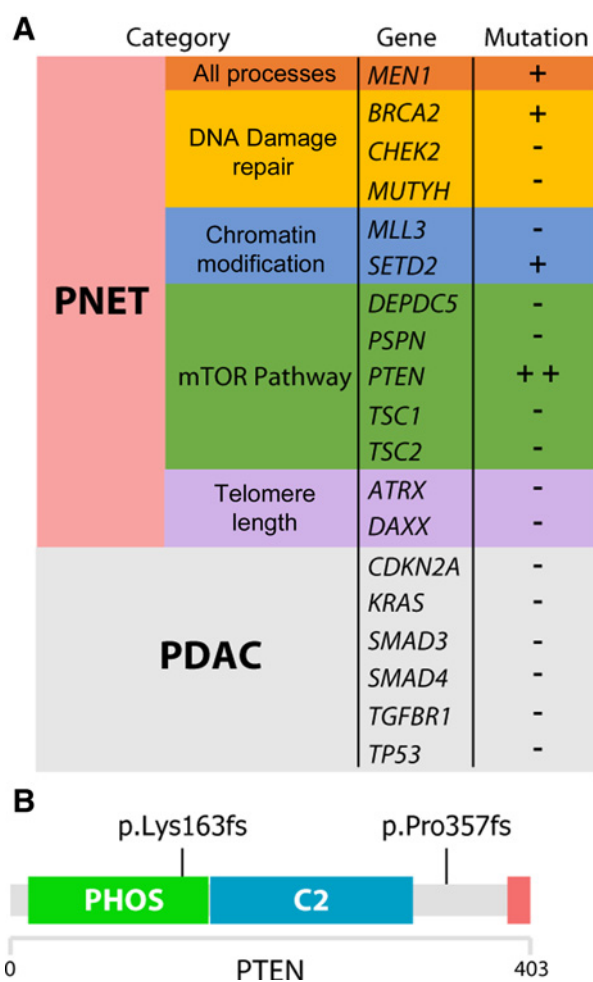 A
Category Gene Mutation
All processes MEN1 +
BRCA2 +
DNA Damage
repair
CHEK2 -
MUTYH -
MLL3 -
Chromatin
modification
SETD2 +
PNET
DEPDC5 -
PSPN -
mTOR Pathway PTEN ++
TSC1 -
TSC2 -
Telomere
length
ATRX -
DAXX -
CDKN2A -
KRAS -
SMAD3 -
PDAC
SMAD4 -
TGFBR1 -
TP53 -
B
p.Lys163fs p.Pro357fs
PHOS C2
0 PTEN 403